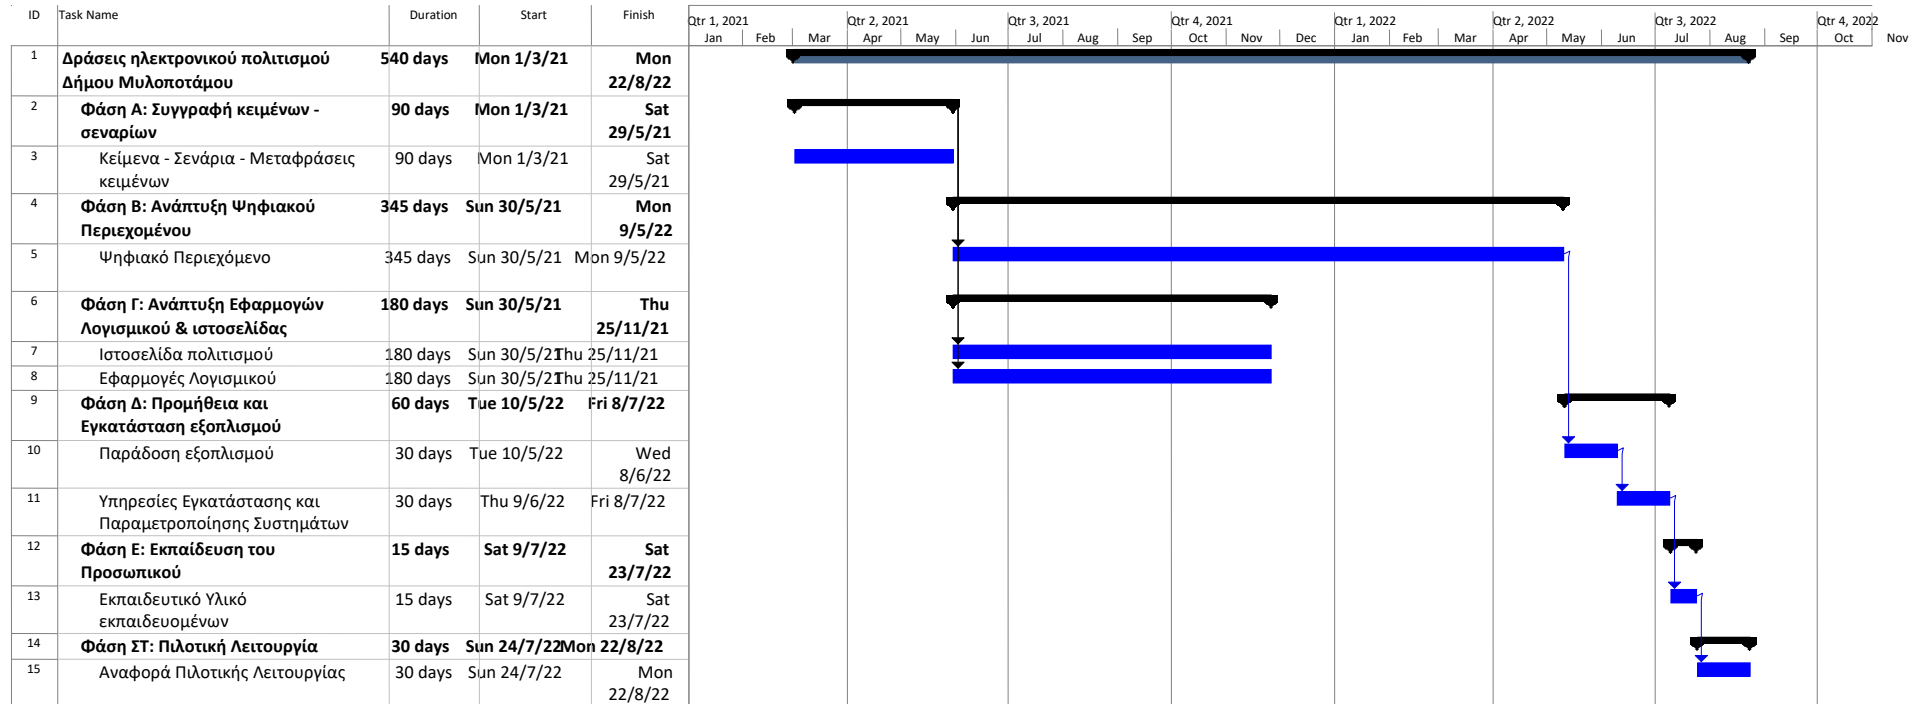 ID Task Name Duration Start Finish
Qtr 1, 2021 Qtr 2, 2021 Qtr 3, 2021 Qtr 4, 2021 Qtr 1, 2022 Qtr 2, 2022 Qtr 3, 2022 Qtr 4, 2022
Jan Feb Mar Apr May Jun Jul Aug Sep Oct Nov Dec Jan Feb Mar Apr May Jun Jul Aug Sep Oct Nov
1 Δράσεις ηλεκτρονικού πολιτισμού 540 days Mon 1/3/21 Mon
Δήμου Μυλοποτάμου 22/8/22
2 Φάση Α: Συγγραφή κειμένων - 90 days Mon 1/3/21 Sat
σεναρίων 29/5/21
3 Κείμενα - Σενάρια - Μεταφράσεις 90 days Mon 1/3/21 Sat
κειμένων 29/5/21
4 Φάση Β: Ανάπτυξη Ψηφιακού 345 days Sun 30/5/21 Mon
Περιεχομένου 9/5/22
5 Ψηφιακό Περιεχόμενο 345 days Sun 30/5/21 Mon 9/5/22
6 Φάση Γ: Ανάπτυξη Εφαρμογών 180 days Sun 30/5/21 Thu
Λογισμικού & ιστοσελίδας 25/11/21
7 Ιστοσελίδα πολιτισμού 180 days Sun 30/5/21 Thu 25/11/21
8 Εφαρμογές Λογισμικού 180 days Sun 30/5/21 Thu 25/11/21
9 Φάση Δ: Προμήθεια και 60 days Tue 10/5/22 Fri 8/7/22
Εγκατάσταση εξοπλισμού
10 Παράδοση εξοπλισμού 30 days Tue 10/5/22 Wed
8/6/22
11 Υπηρεσίες Εγκατάστασης και 30 days Thu 9/6/22 Fri 8/7/22
Παραμετροποίησης Συστημάτων
12 Φάση Ε: Εκπαίδευση του 15 days Sat 9/7/22 Sat
Προσωπικού 23/7/22
13 Εκπαιδευτικό Υλικό 15 days Sat 9/7/22 Sat
εκπαιδευομένων 23/7/22
14 Φάση ΣΤ: Πιλοτική Λειτουργία 30 days Sun 24/7/22 Mon 22/8/22
15 Αναφορά Πιλοτικής Λειτουργίας 30 days Sun 24/7/22 Mon
22/8/22